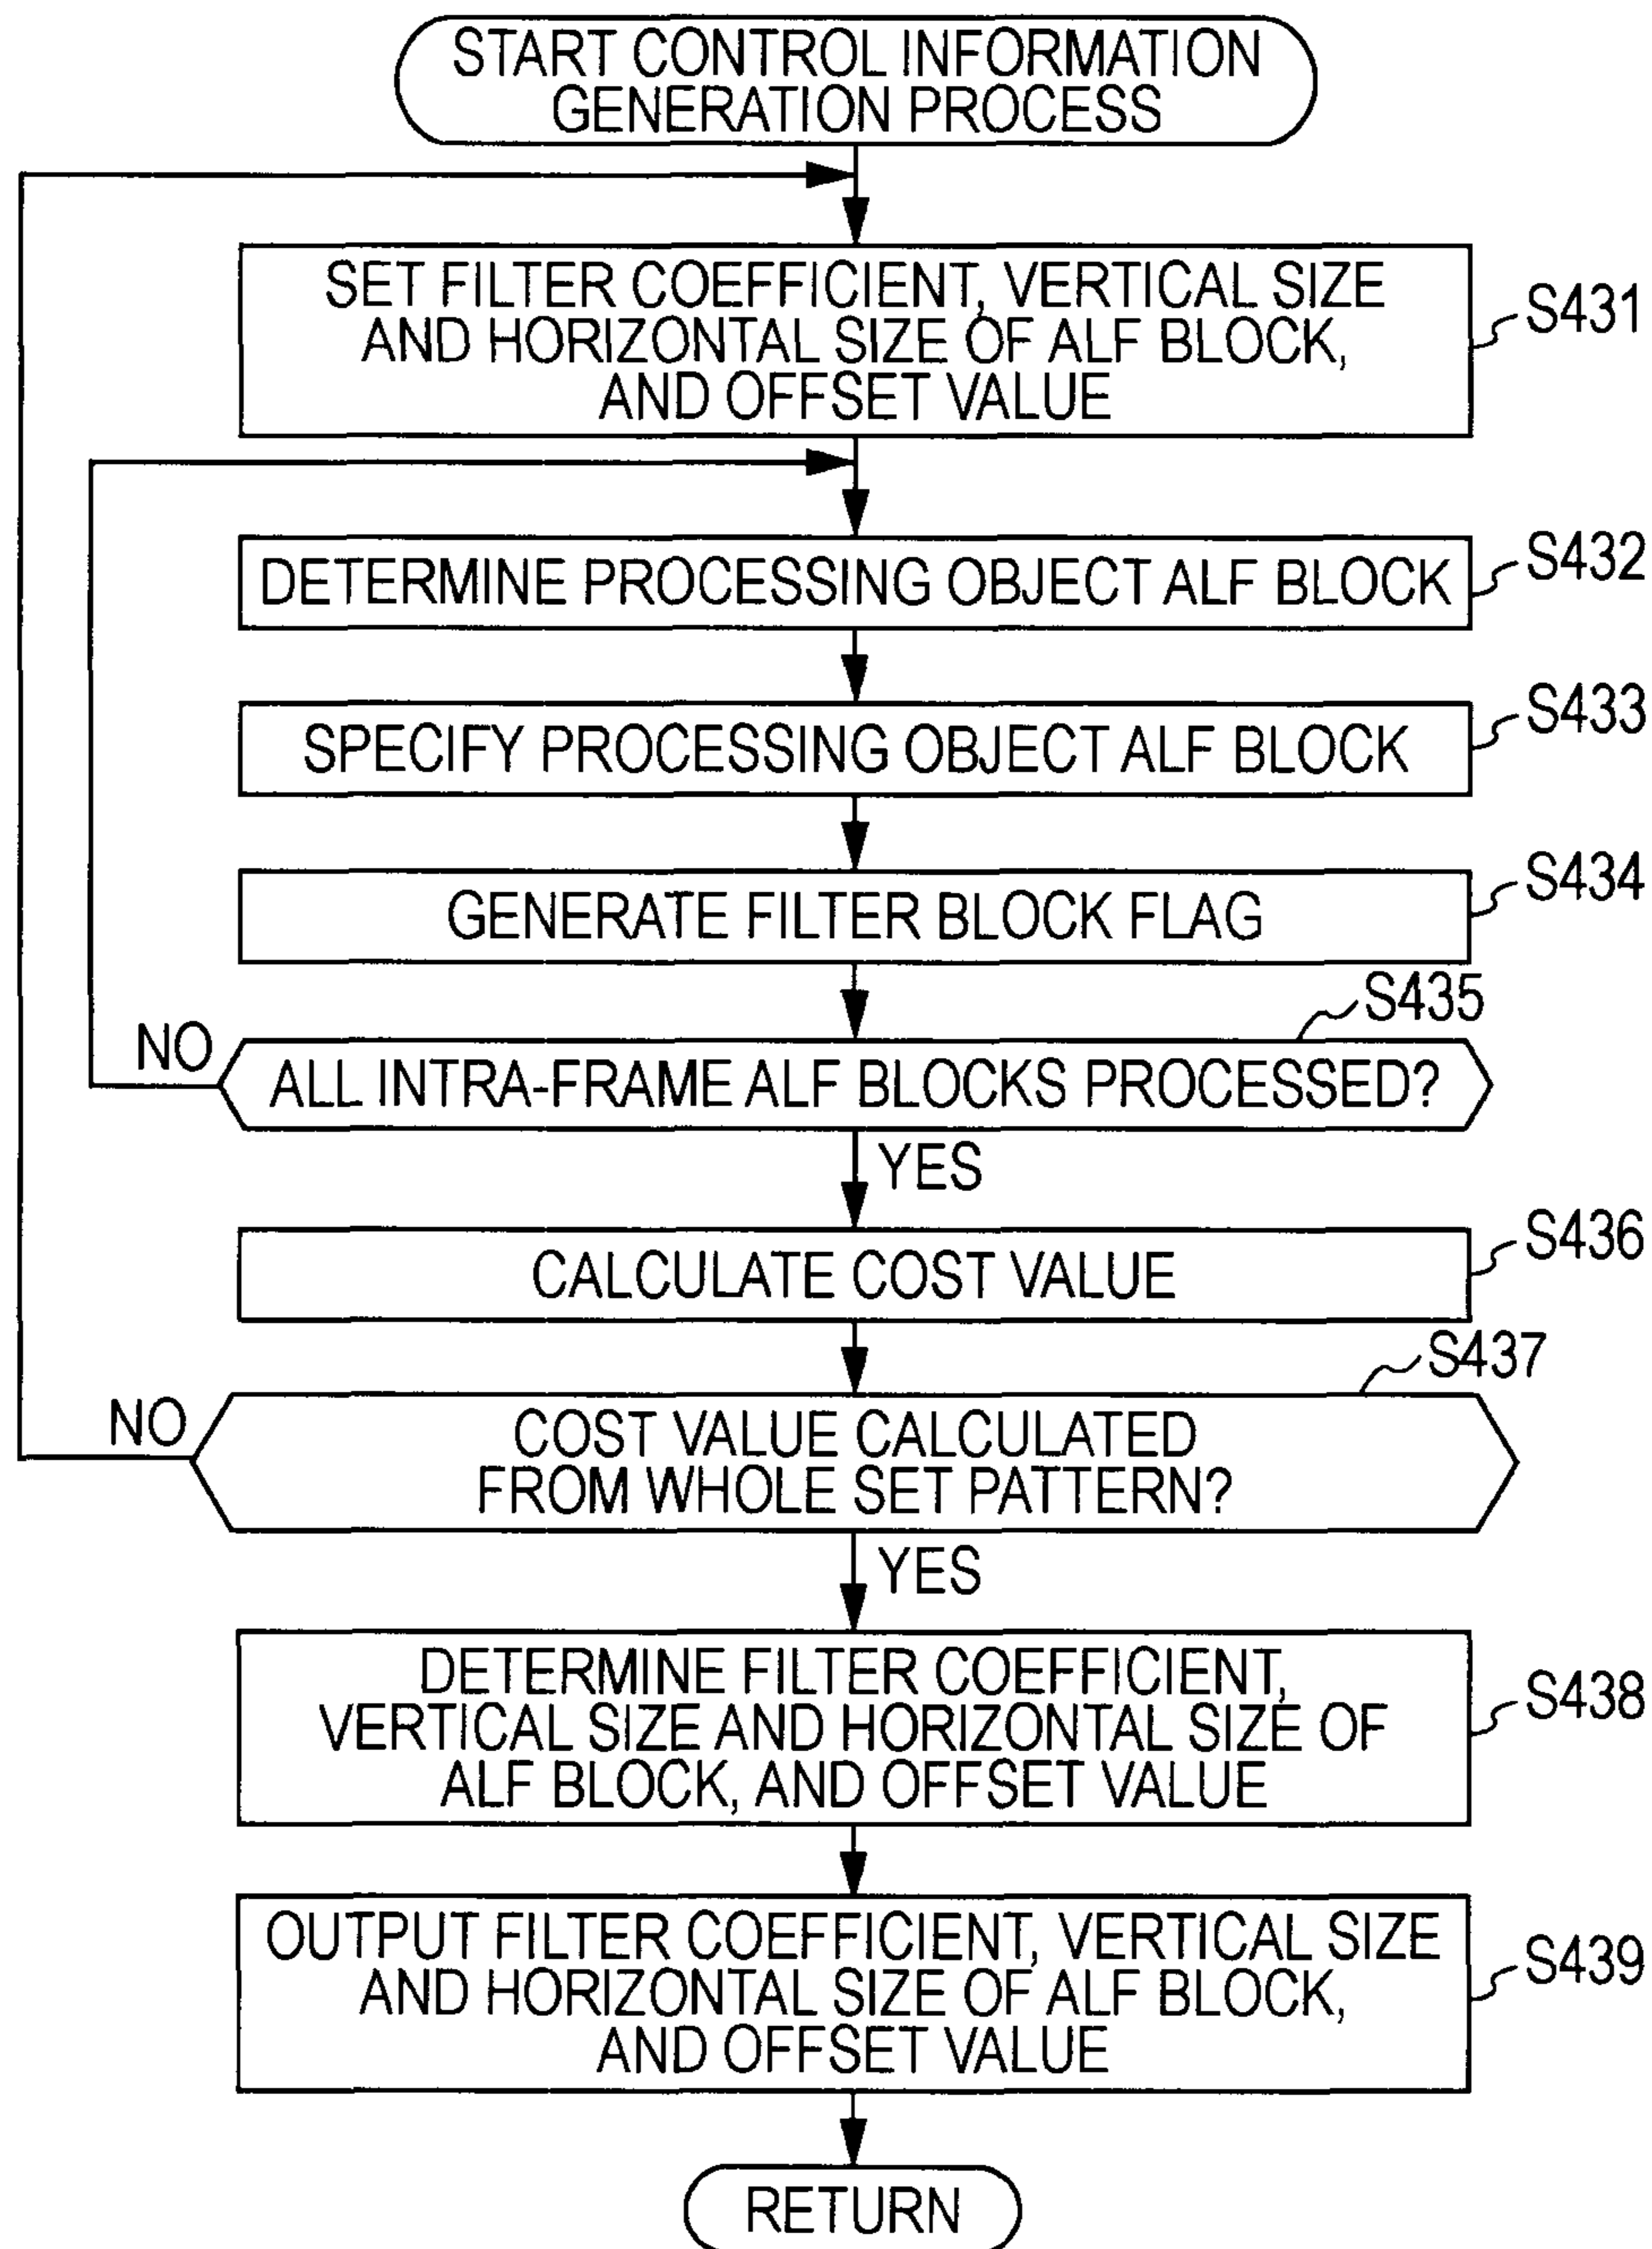 START CONTROL INFORMATION
GENERATION PROCESS
SET FILTER COEFFICIENT, VERTICAL SIZE
AND HORIZONTAL SIZE OF ALF BLOCK,
AND OFFSET VALUE
S431
DETERMINE PROCESSING OBJECT ALF BLOCK
S432
SPECIFY PROCESSING OBJECT ALF BLOCK
S433
GENERATE FILTER BLOCK FLAG
S434
S435
NO
ALL INTRA-FRAME ALF BLOCKS PROCESSED?
YES
CALCULATE COST VALUE
S436
S437
NO
COST VALUE CALCULATED
FROM WHOLE SET PATTERN?
YES
DETERMINE FILTER COEFFICIENT,
VERTICAL SIZE AND HORIZONTAL SIZE OF
ALF BLOCK, AND OFFSET VALUE
S438
OUTPUT FILTER COEFFICIENT, VERTICAL SIZE
AND HORIZONTAL SIZE OF ALF BLOCK,
AND OFFSET VALUE
S439
RETURN